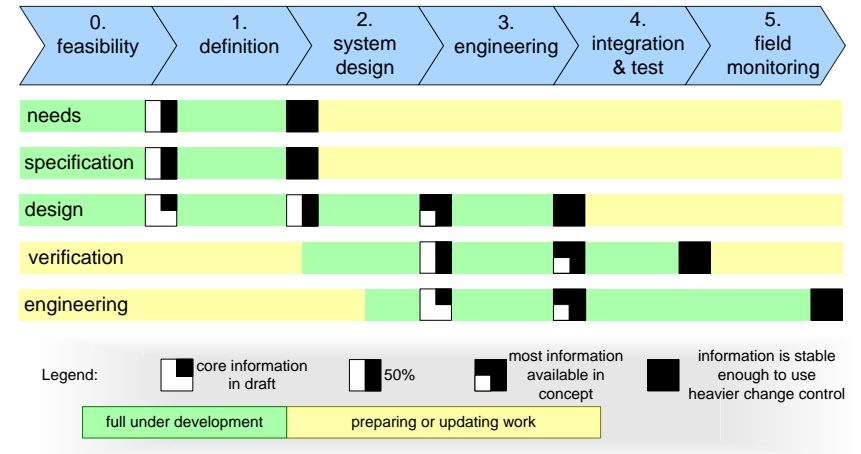 0.
feasibility
1.
definition
2.
system
design
3.
engineering
4.
integration
& test
5.
field
monitoring
needs
specification
design
verification
engineering
Legend:
core information
in draft
50%
most information
available in
concept
information is stable
enough to use
heavier change control
full under development
preparing or updating work